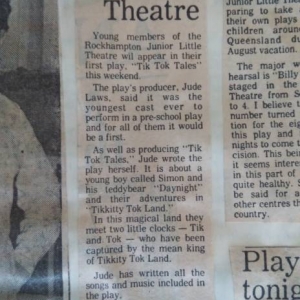 Theatre
Young members of the
Rockhampton Junior Little
Theatre wil appear in their
first play, "Tik Tok Tales"
this weekend.
The play's producer, Jude
Laws, said it was the
youngest cast ever to
perform in a pre-school play
and for all of them it would
be a first.
As well as producing "Tik
Tok Tales," Jude wrote the
play herself. It is about a
young boy called Simon and
his teddybear "Daynight"
and their adventures in
"Tikkity Tok Land."
In this magical land they
meet two little clocks — Tik
and Tok — who have been
captured by the mean king
of Tikkity Tok Land.
Jude has written all the
songs and music included in
the play.
Junior Little The
paring to take
their own plays
children around
Queensland du
August vacation.
The major w
hearsal is "Billy
staged in the
Theatre from S
to 4. I believe t
number turned
tion for the eig
this play and
nights to come t
cision. This bein
it seems interes
in this part of
quite healthy. S
be said for a
other centres th
country.
Play
tonig